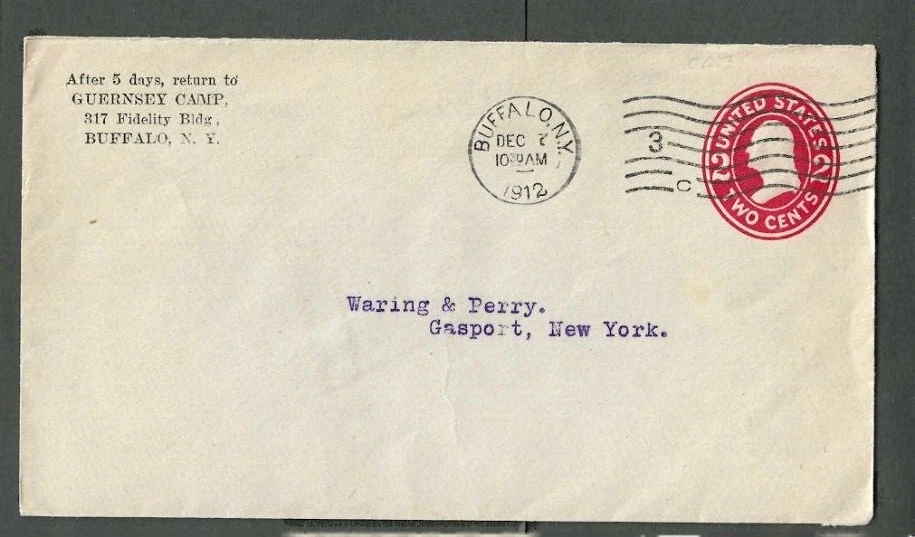 After 5 days, return to
GUERNSEY CAMP,
317 Fidelity Bldg,
BUFFALO, N. Y.
BUFFALO, N.Y.
DEC 7
10 30 AM
1912
3
C
UNITED STATES
2 2
TWO CENTS
Waring & Perry.
Gasport, New York.